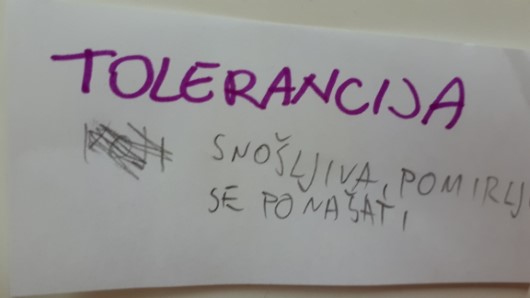 TOLERANCIJA
SNOŠLJIVA, POMIRLJ
SE PONAŠATI